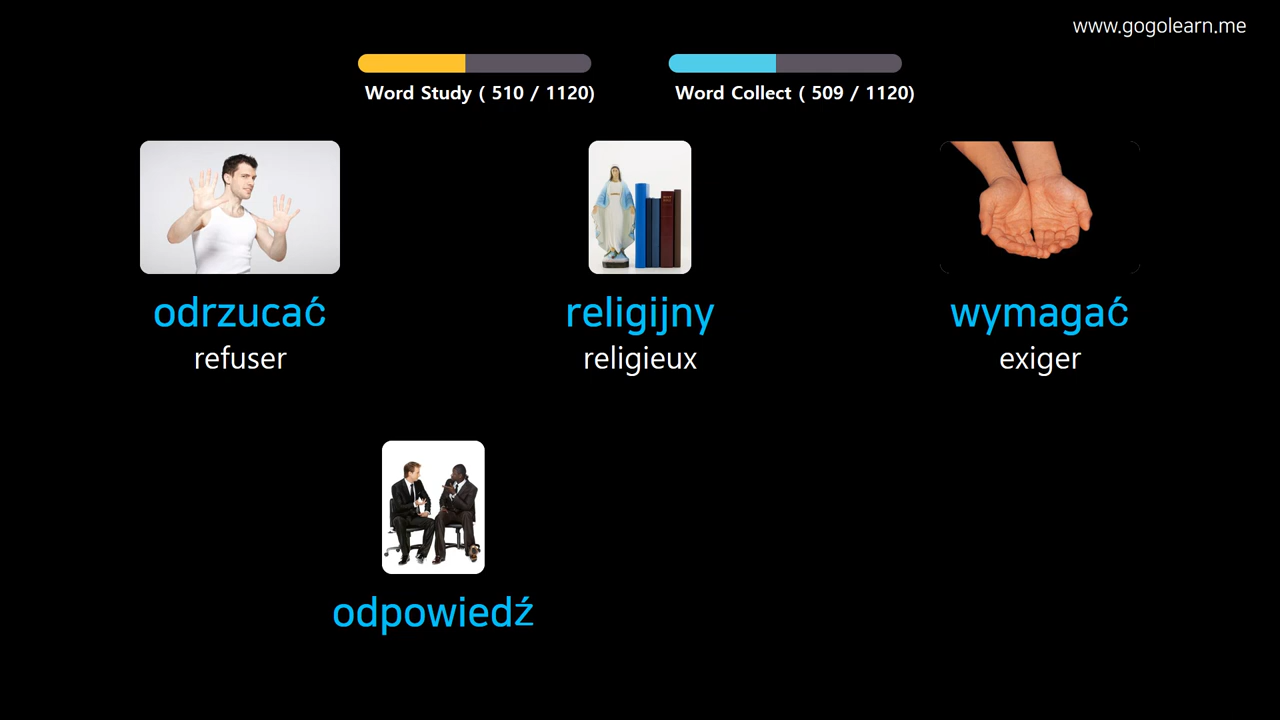 www.gogolearn.me
Word Study ( 510 / 1120)
Word Collect ( 509 / 1120)
odrzucać
religijny
wymagać
refuser
religieux
exiger
odpowiedź